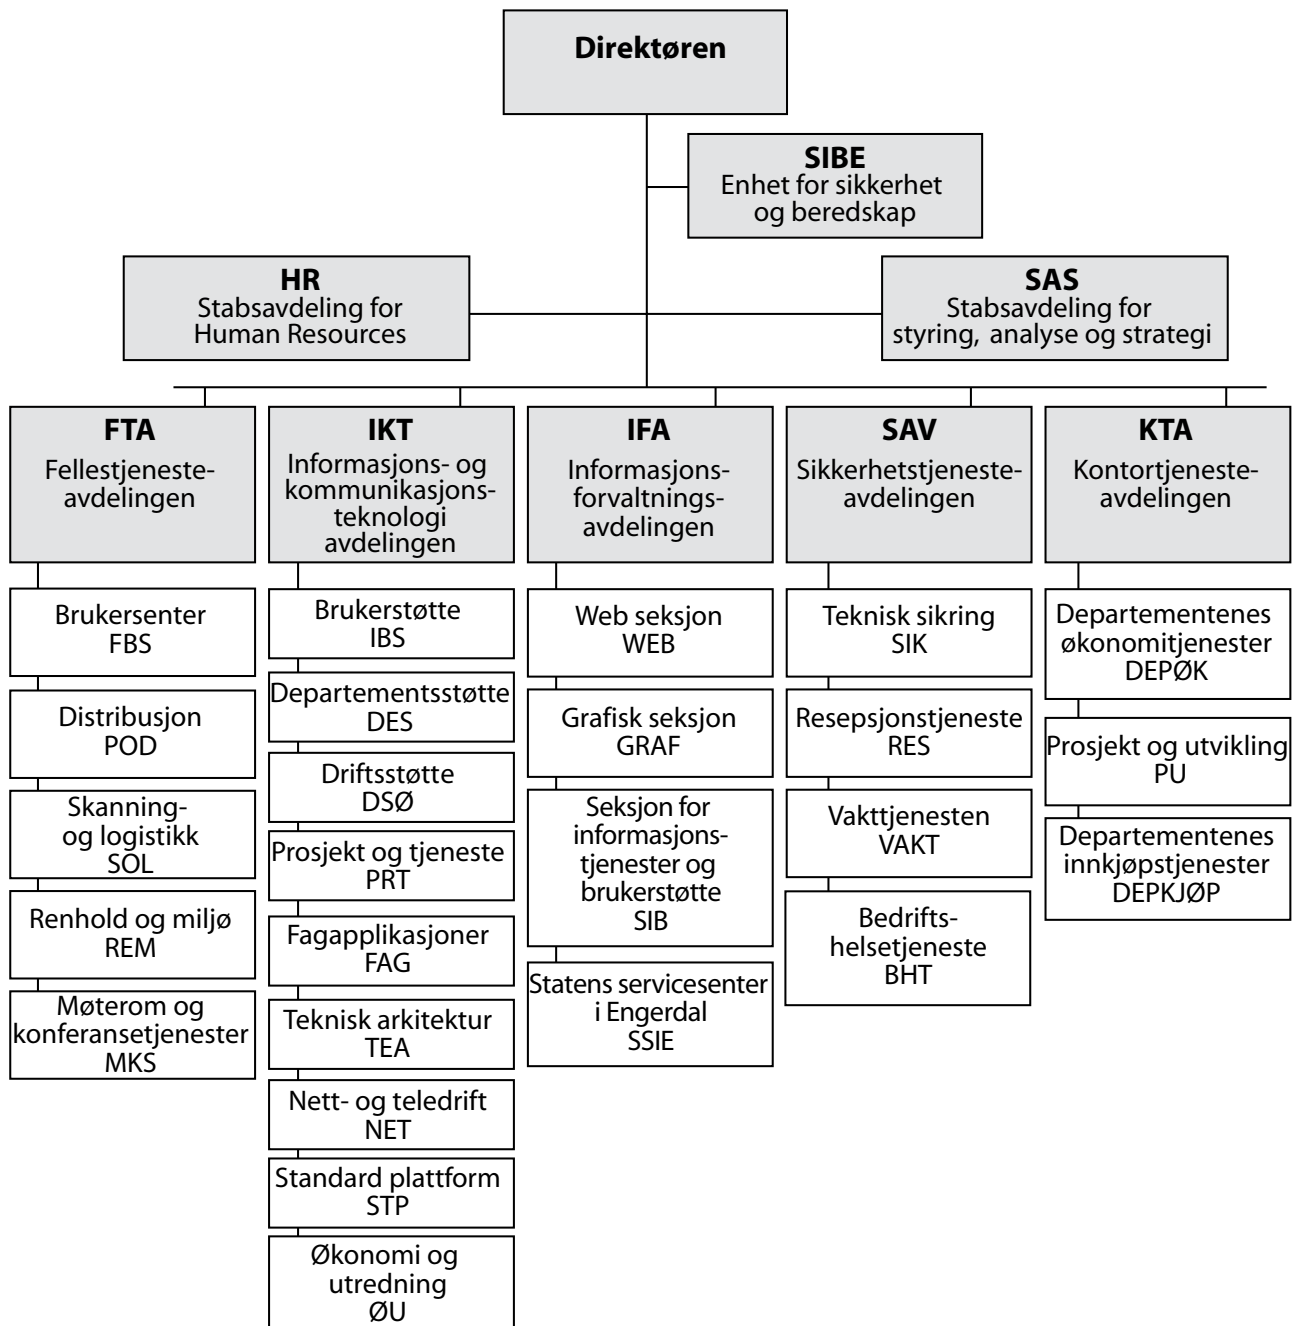 Direktøren
SIBE
Enhet for sikkerhet
og beredskap
HR
Stabsavdeling for
Human Resources
SAS
Stabsavdeling for
styring, analyse og strategi
FTA
Fellestjeneste-
avdelingen
IKT
Informasjons- og
kommunikasjons-
teknologi
avdelingen
IFA
Informasjons-
forvaltnings-
avdelingen
SAV
Sikkerhetstjeneste-
avdelingen
KTA
Kontortjeneste-
avdelingen
Brukersenter
FBS
Distribusjon
POD
Skanning-
og logistikk
SOL
Renhold og miljø
REM
Møterom og
konferansetjenester
MKS
Brukerstøtte
IBS
Departementsstøtte
DES
Driftsstøtte
DSØ
Prosjekt og tjeneste
PRT
Fagapplikasjoner
FAG
Teknisk arkitektur
TEA
Nett- og teledrift
NET
Standard plattform
STP
Økonomi og
utredning
ØU
Web seksjon
WEB
Grafisk seksjon
GRAF
Seksjon for
informasjons-
tjenester og
brukerstøtte
SIB
Statens servicesenter
i Engerdal
SSIE
Teknisk sikring
SIK
Resepsjonstjeneste
RES
Vakttjenesten
VAKT
Bedrifts-
helsetjeneste
BHT
Departementenes
økonomitjenester
DEPØK
Prosjekt og utvikling
PU
Departementenes
innkjøpstjenester
DEPKJØP